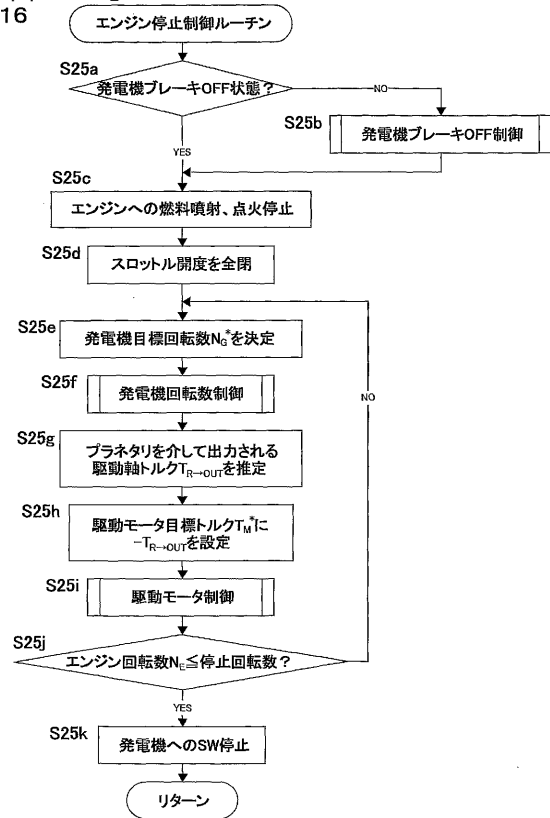 16
エンジン停止制御ルーチン
S25a
発電機ブレーキOFF状態？
NO
S25b
発電機ブレーキOFF制御
YES
S25c
エンジンへの燃料噴射、点火停止
S25d
スロットル開度を全閉
S25e
発電機目標回転数NG*を決定
S25f
発電機回転数制御
NO
S25g
プラネタリを介して出力される
駆動軸トルクTR→OUTを推定
S25h
駆動モータ目標トルクTM*に
−TR→OUTを設定
S25i
駆動モータ制御
S25j
エンジン回転数NE≦停止回転数？
YES
S25k
発電機へのSW停止
リターン